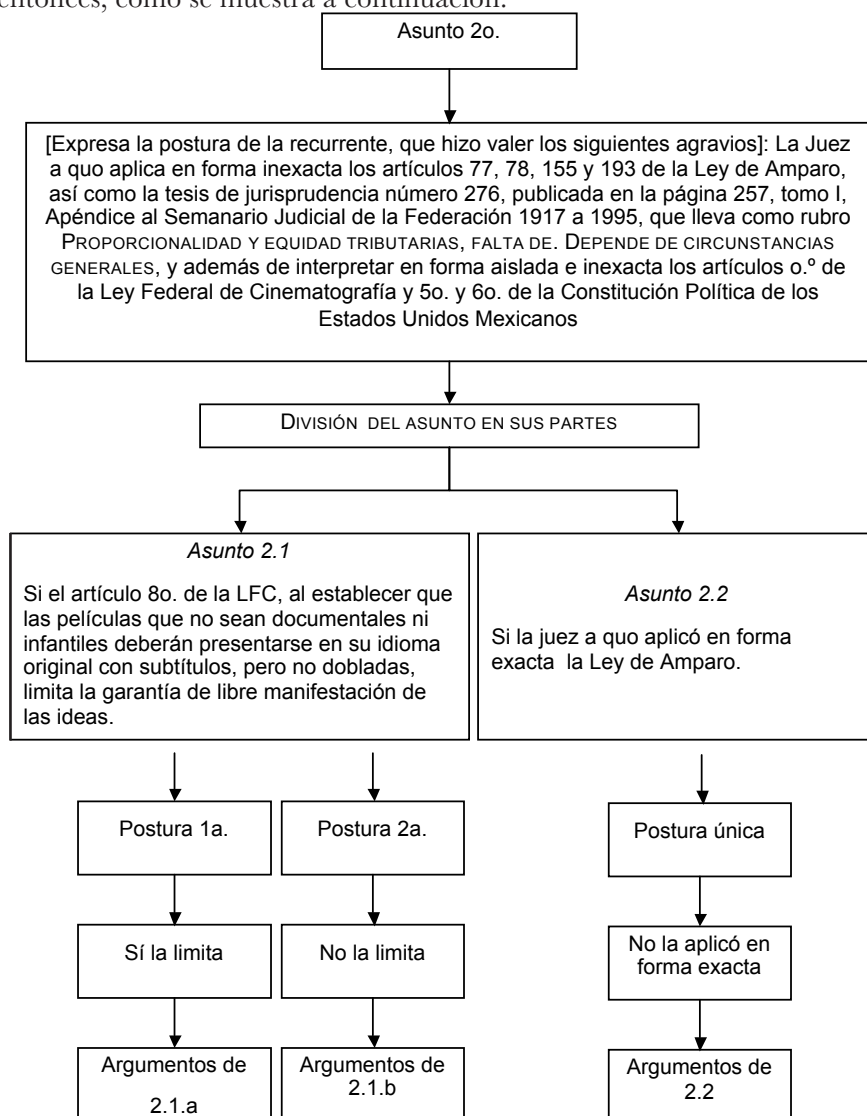 entonces, como se muestra a continuación.
Asunto 2o.
[Expresa la postura de la recurrente, que hizo valer los siguientes agravios]: La Juez
a quo aplica en forma inexacta los artículos 77, 78, 155 y 193 de la Ley de Amparo,
así como la tesis de jurisprudencia número 276, publicada en la página 257, tomo I,
Apéndice al Semanario Judicial de la Federación 1917 a 1995, que lleva como rubro
PROPORCIONALIDAD Y EQUIDAD TRIBUTARIAS, FALTA DE. DEPENDE DE CIRCUNSTANCIAS
GENERALES, y además de interpretar en forma aislada e inexacta los artículos o.º de
la Ley Federal de Cinematografía y 5o. y 6o. de la Constitución Política de los
Estados Unidos Mexicanos
DIVISIÓN DEL ASUNTO EN SUS PARTES
Asunto 2.1
Si el artículo 8o. de la LFC, al establecer que
las películas que no sean documentales ni
infantiles deberán presentarse en su idioma
original con subtítulos, pero no dobladas,
limita la garantía de libre manifestación de
las ideas.
Asunto 2.2
Si la juez a quo aplicó en forma
exacta la Ley de Amparo.
Postura 1a.
Postura 2a.
Postura única
Sí la limita
No la limita
No la aplicó en
forma exacta
Argumentos de
2.1.a
Argumentos de
2.1.b
Argumentos de
2.2